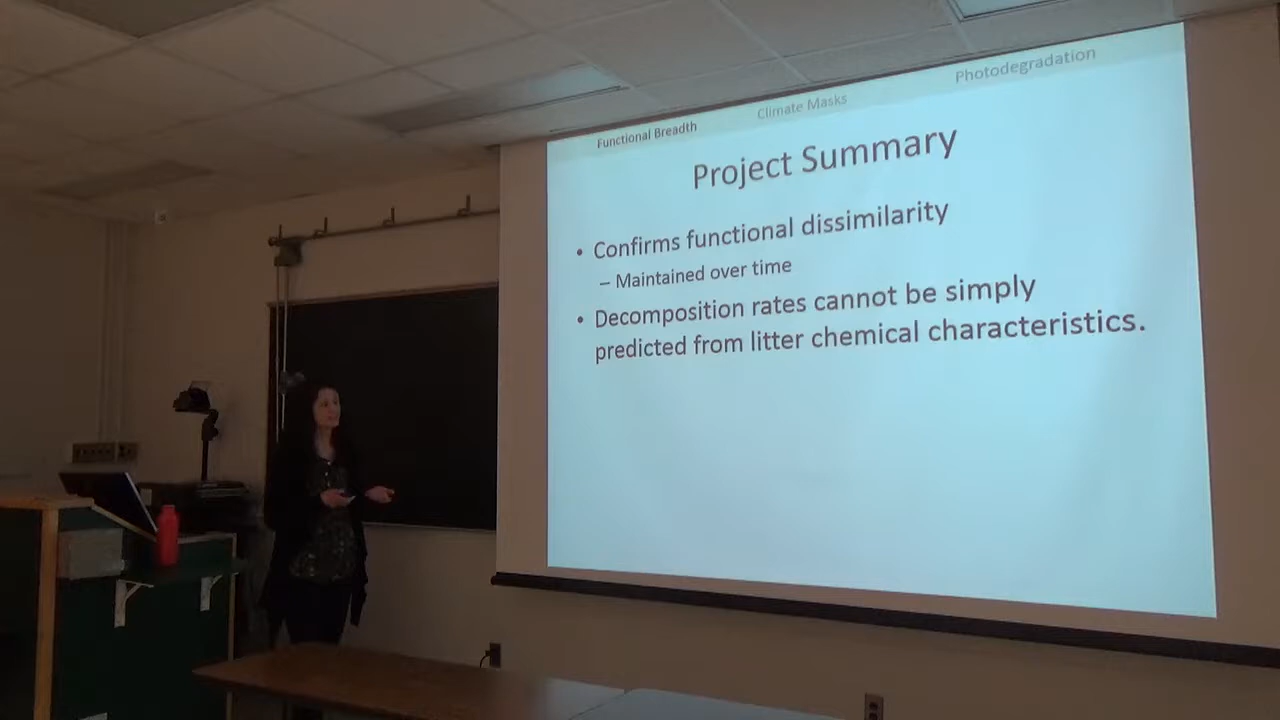 Functional Breadth
Climate Masks
Photodegradation
Project Summary
• Confirms functional dissimilarity
– Maintained over time
• Decomposition rates cannot be simply
predicted from litter chemical characteristics.